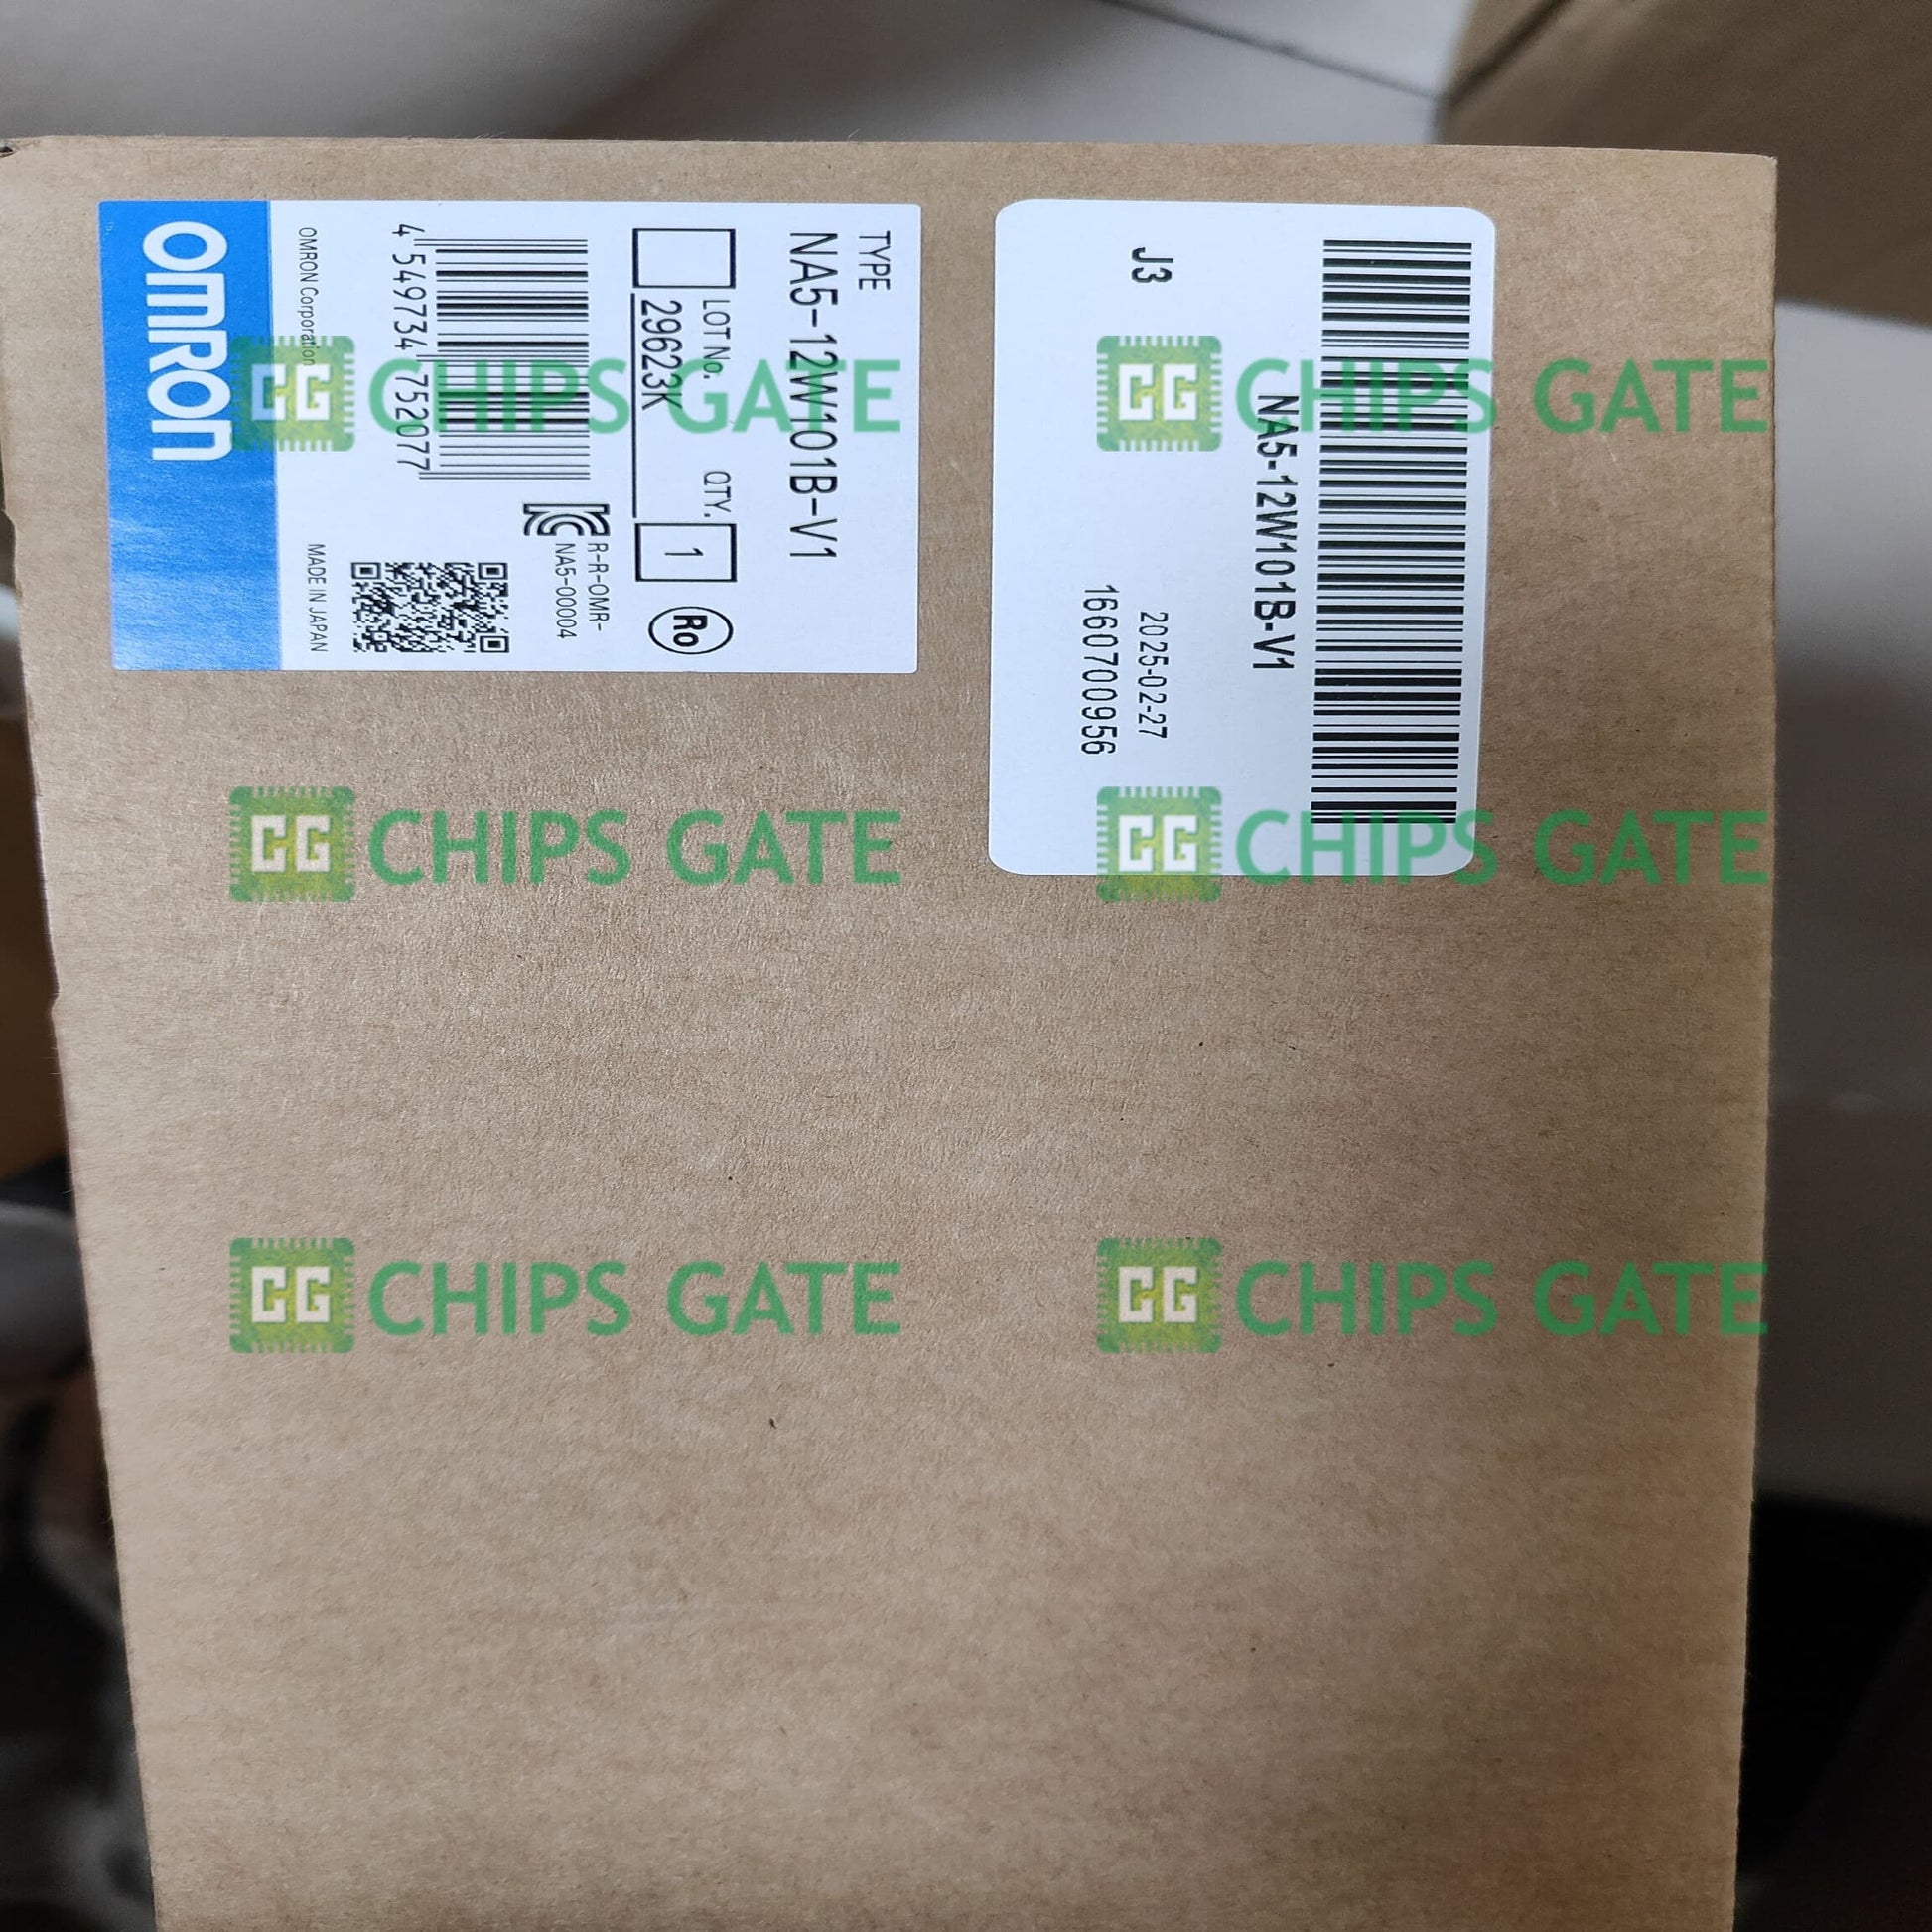 TYPE
NA5-12W101B-V1
LOT No. QTY.
29623K 1
Ro
R-R-OMR-
NA5-00004
4 549734 752077
OMRON Corporation MADE IN JAPAN
OMRON
NA5-12W101B-V1
J3 2025-02-27
1660700956
CG CHIPS GATE
CG CHIPS GATE
CG CHIPS GATE
CG CHIPS GATE
CG CHIPS GATE
CG CHIPS GATE